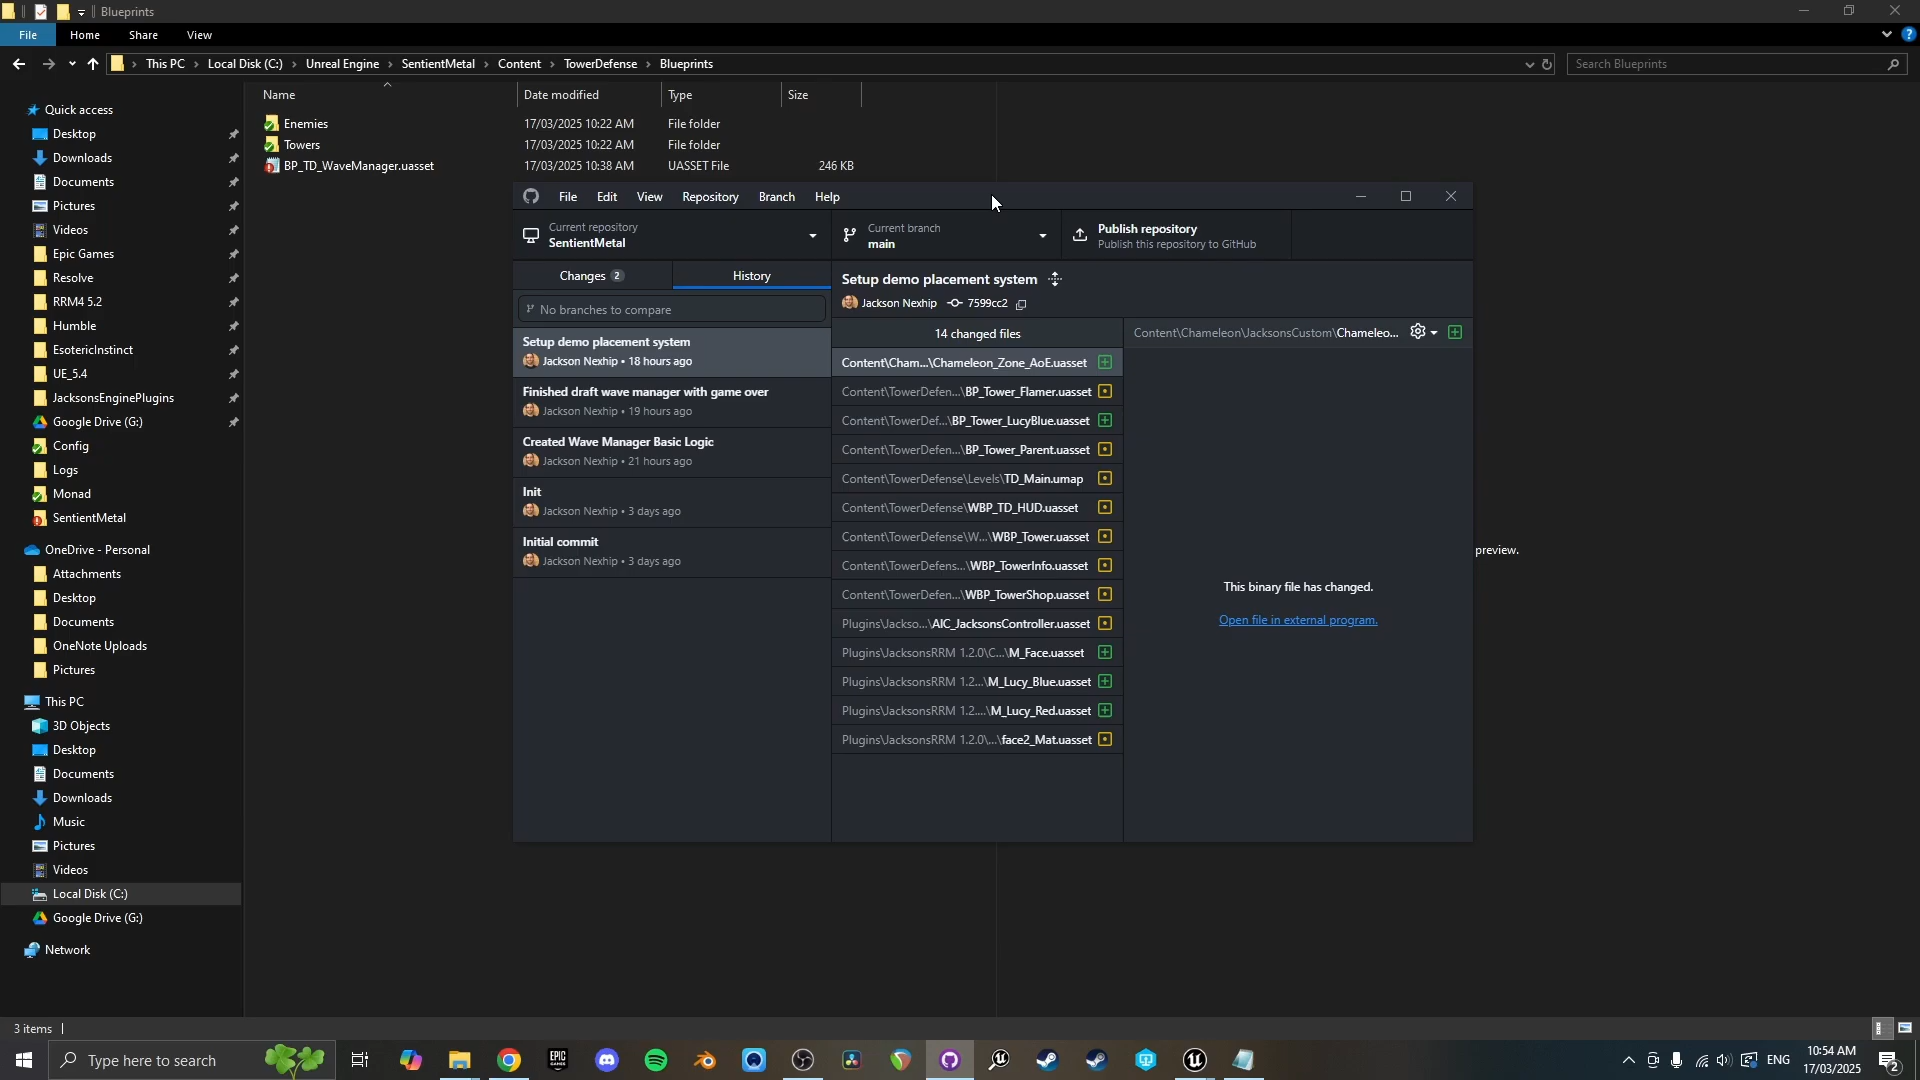 Blueprints
File
Home
Share
View
This PC
Local Disk (C:)
Unreal Engine
SentientMetal
Content
TowerDefense
Blueprints
Search Blueprints
Name
Date modified
Type
Size
Enemies
17/03/2025 10:22 AM
File folder
Towers
17/03/2025 10:22 AM
File folder
BP_TD_WaveManager.uasset
17/03/2025 10:38 AM
UASSET File
246 KB
Quick access
Desktop
Downloads
Documents
Pictures
Videos
Epic Games
Resolve
RRM4 5.2
Humble
EsotericInstinct
UE_5.4
JacksonsEnginePlugins
Google Drive (G:)
Config
Logs
Monad
SentientMetal
OneDrive - Personal
Attachments
Desktop
Documents
OneNote Uploads
Pictures
This PC
3D Objects
Desktop
Documents
Downloads
Music
Pictures
Videos
Local Disk (C:)
Google Drive (G:)
Network
File
Edit
View
Repository
Branch
Help
Current repository
SentientMetal
Current branch
main
Publish repository
Publish this repository to GitHub
Changes 2
History
No branches to compare
Setup demo placement system
Jackson Nexhip • 18 hours ago
Finished draft wave manager with game over
Jackson Nexhip • 19 hours ago
Created Wave Manager Basic Logic
Jackson Nexhip • 21 hours ago
Init
Jackson Nexhip • 3 days ago
Initial commit
Jackson Nexhip • 3 days ago
Setup demo placement system
Jackson Nexhip 7599cc2
14 changed files
Content\Cham...\Chameleon_Zone_AoE.uasset
Content\TowerDefen...\BP_Tower_Flamer.uasset
Content\TowerDef...\BP_Tower_LucyBlue.uasset
Content\TowerDefen...\BP_Tower_Parent.uasset
Content\TowerDefense\Levels\TD_Main.umap
Content\TowerDefense\WBP_TD_HUD.uasset
Content\TowerDefense\W...\WBP_Tower.uasset
Content\TowerDefens...\WBP_TowerInfo.uasset
Content\TowerDefen...\WBP_TowerShop.uasset
Plugins\Jackso...\AIC_JacksonsController.uasset
Plugins\JacksonsRRM 1.2.0\C...\M_Face.uasset
Plugins\JacksonsRRM 1.2...\M_Lucy_Blue.uasset
Plugins\JacksonsRRM 1.2....\M_Lucy_Red.uasset
Plugins\JacksonsRRM 1.2.0\...\face2_Mat.uasset
Content\Chameleon\JacksonsCustom\Chameleo...
This binary file has changed.
Open file in external program.
preview.
3 items
Type here to search
EPIC GAMES
ENG
10:54 AM
17/03/2025
2